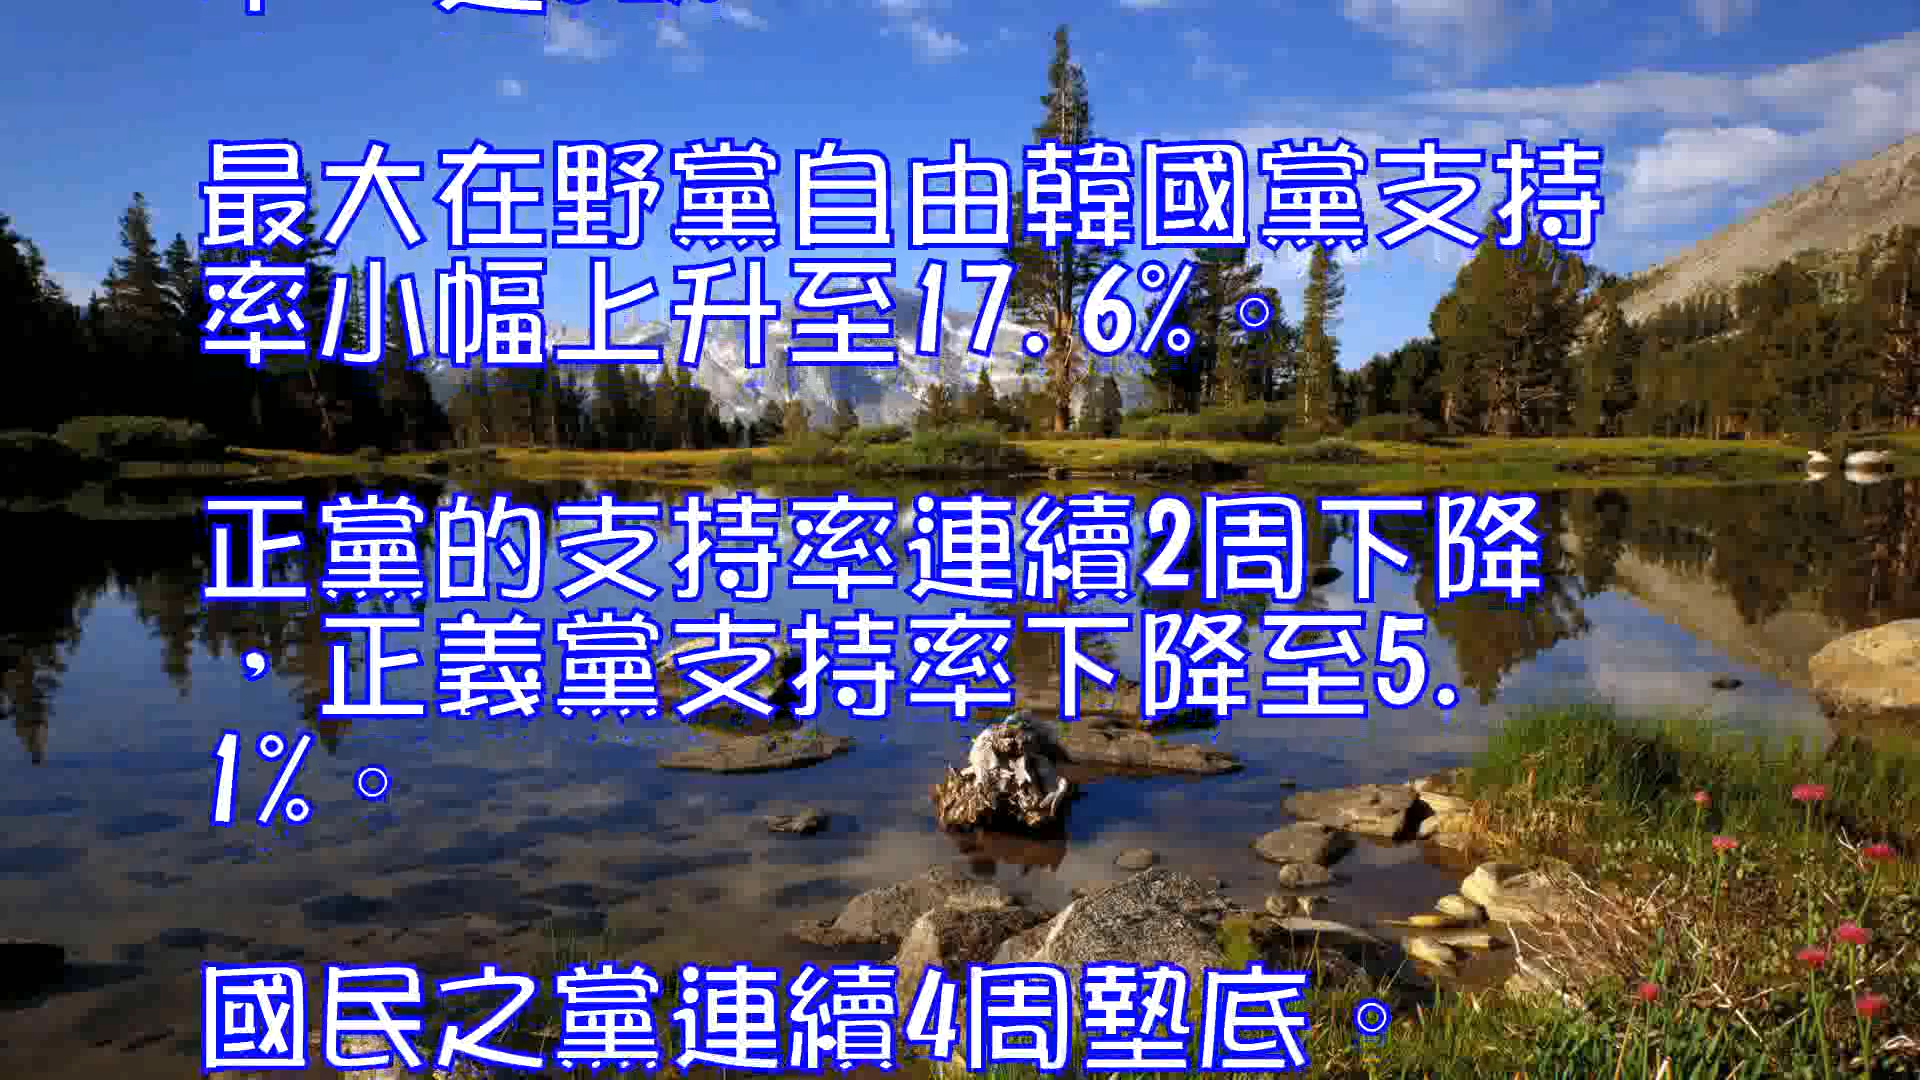 最大在野黨自由韓國黨支持
率小幅上升至17.6%。
正黨的支持率連續2周下降
,正義黨支持率下降至5.
1%。
國民之黨連續4周墊底。